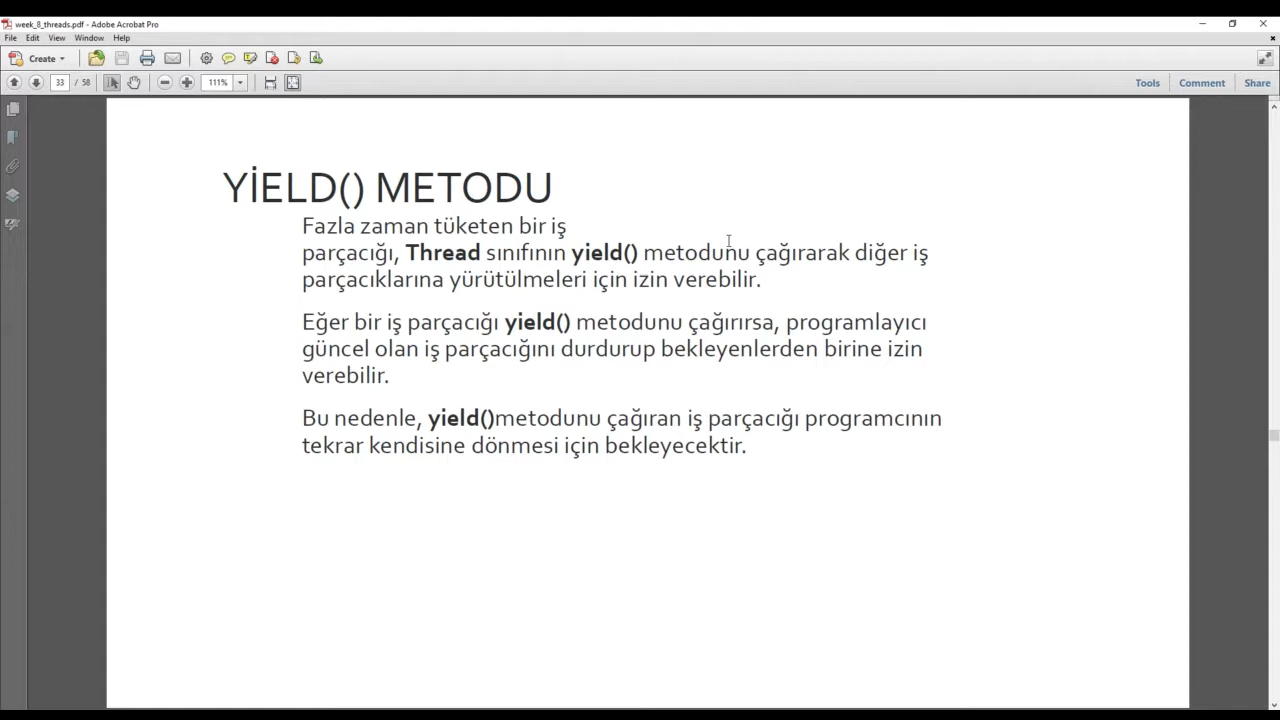 week_8_threads.pdf - Adobe Acrobat Pro
File Edit View Window Help
Create
33 / 58 111% Tools Comment Share
YİELD() METODU
Fazla zaman tüketen bir iş
parçacığı, Thread sınıfının yield() metodunu çağırarak diğer iş
parçacıklarına yürütülmeleri için izin verebilir.
Eğer bir iş parçacığı yield() metodunu çağırırsa, programlayıcı
güncel olan iş parçacığını durdurup bekleyenlerden birine izin
verebilir.
Bu nedenle, yield()metodunu çağıran iş parçacığı programcının
tekrar kendisine dönmesi için bekleyecektir.